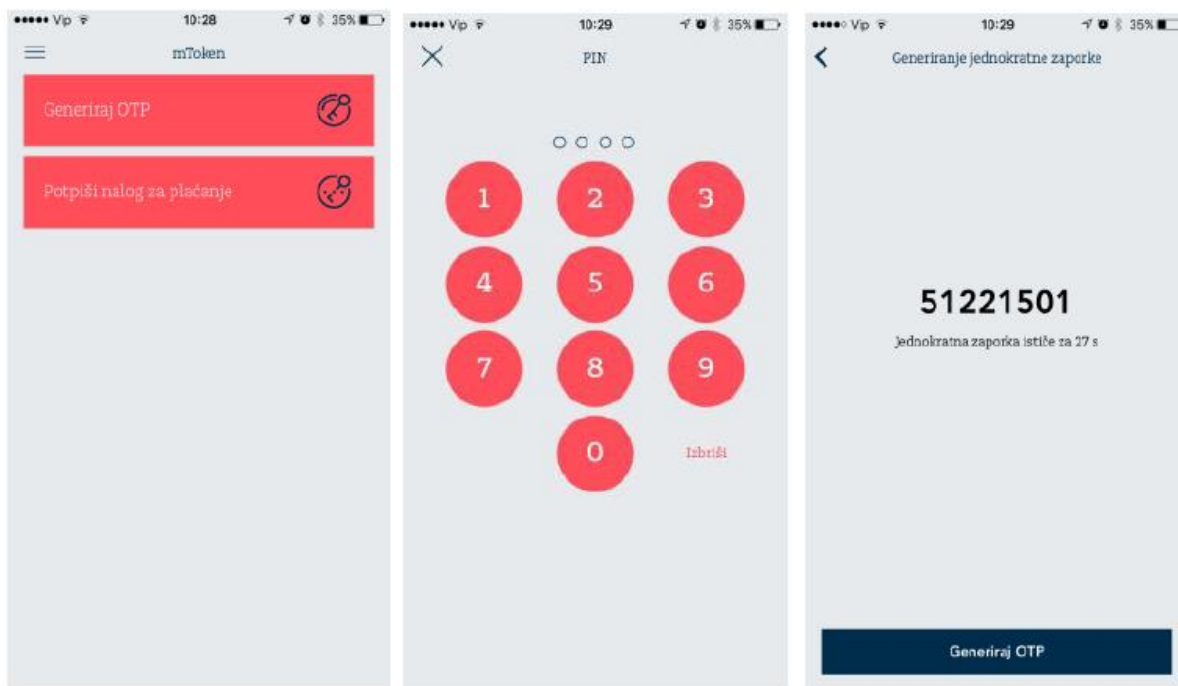 Vip 10:28 35%
mToken
Generiraj OTP
Potpiši nalog za plaćanje
Vip 10:29 35%
PIN
1 2 3
4 5 6
7 8 9
0 Izbriši
Vip 10:29 35%
Generiranje jednokratne zaporke
51221501
Jednokratna zaporka ističe za 27 s
Generiraj OTP